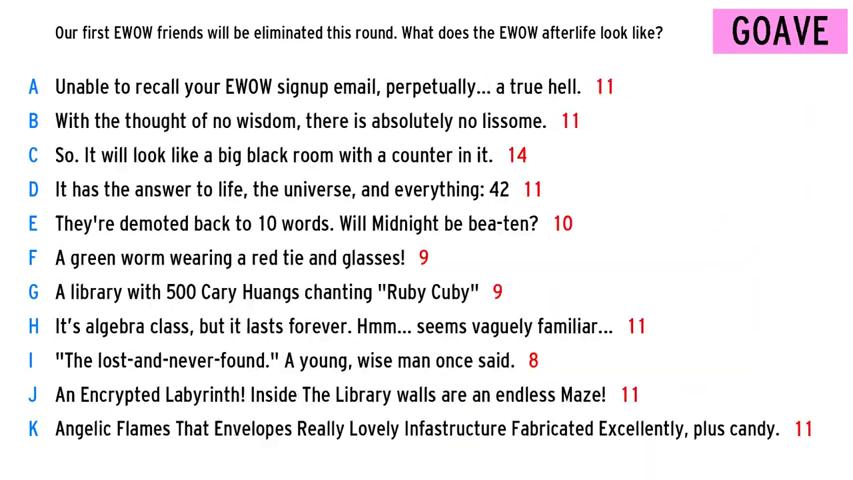 Our first EWOW friends will be eliminated this round. What does the EWOW afterlife look like?
GOAVE
A Unable to recall your EWOW signup email, perpetually... a true hell. 11
B With the thought of no wisdom, there is absolutely no lissome. 11
C So. It will look like a big black room with a counter in it. 14
D It has the answer to life, the universe, and everything: 42 11
E They're demoted back to 10 words. Will Midnight be bea-ten? 10
F A green worm wearing a red tie and glasses! 9
G A library with 500 Cary Huangs chanting "Ruby Cuby" 9
H It's algebra class, but it lasts forever. Hmm... seems vaguely familiar... 11
I "The lost-and-never-found." A young, wise man once said. 8
J An Encrypted Labyrinth! Inside The Library walls are an endless Maze! 11
K Angelic Flames That Envelopes Really Lovely Infastructure Fabricated Excellently, plus candy. 11